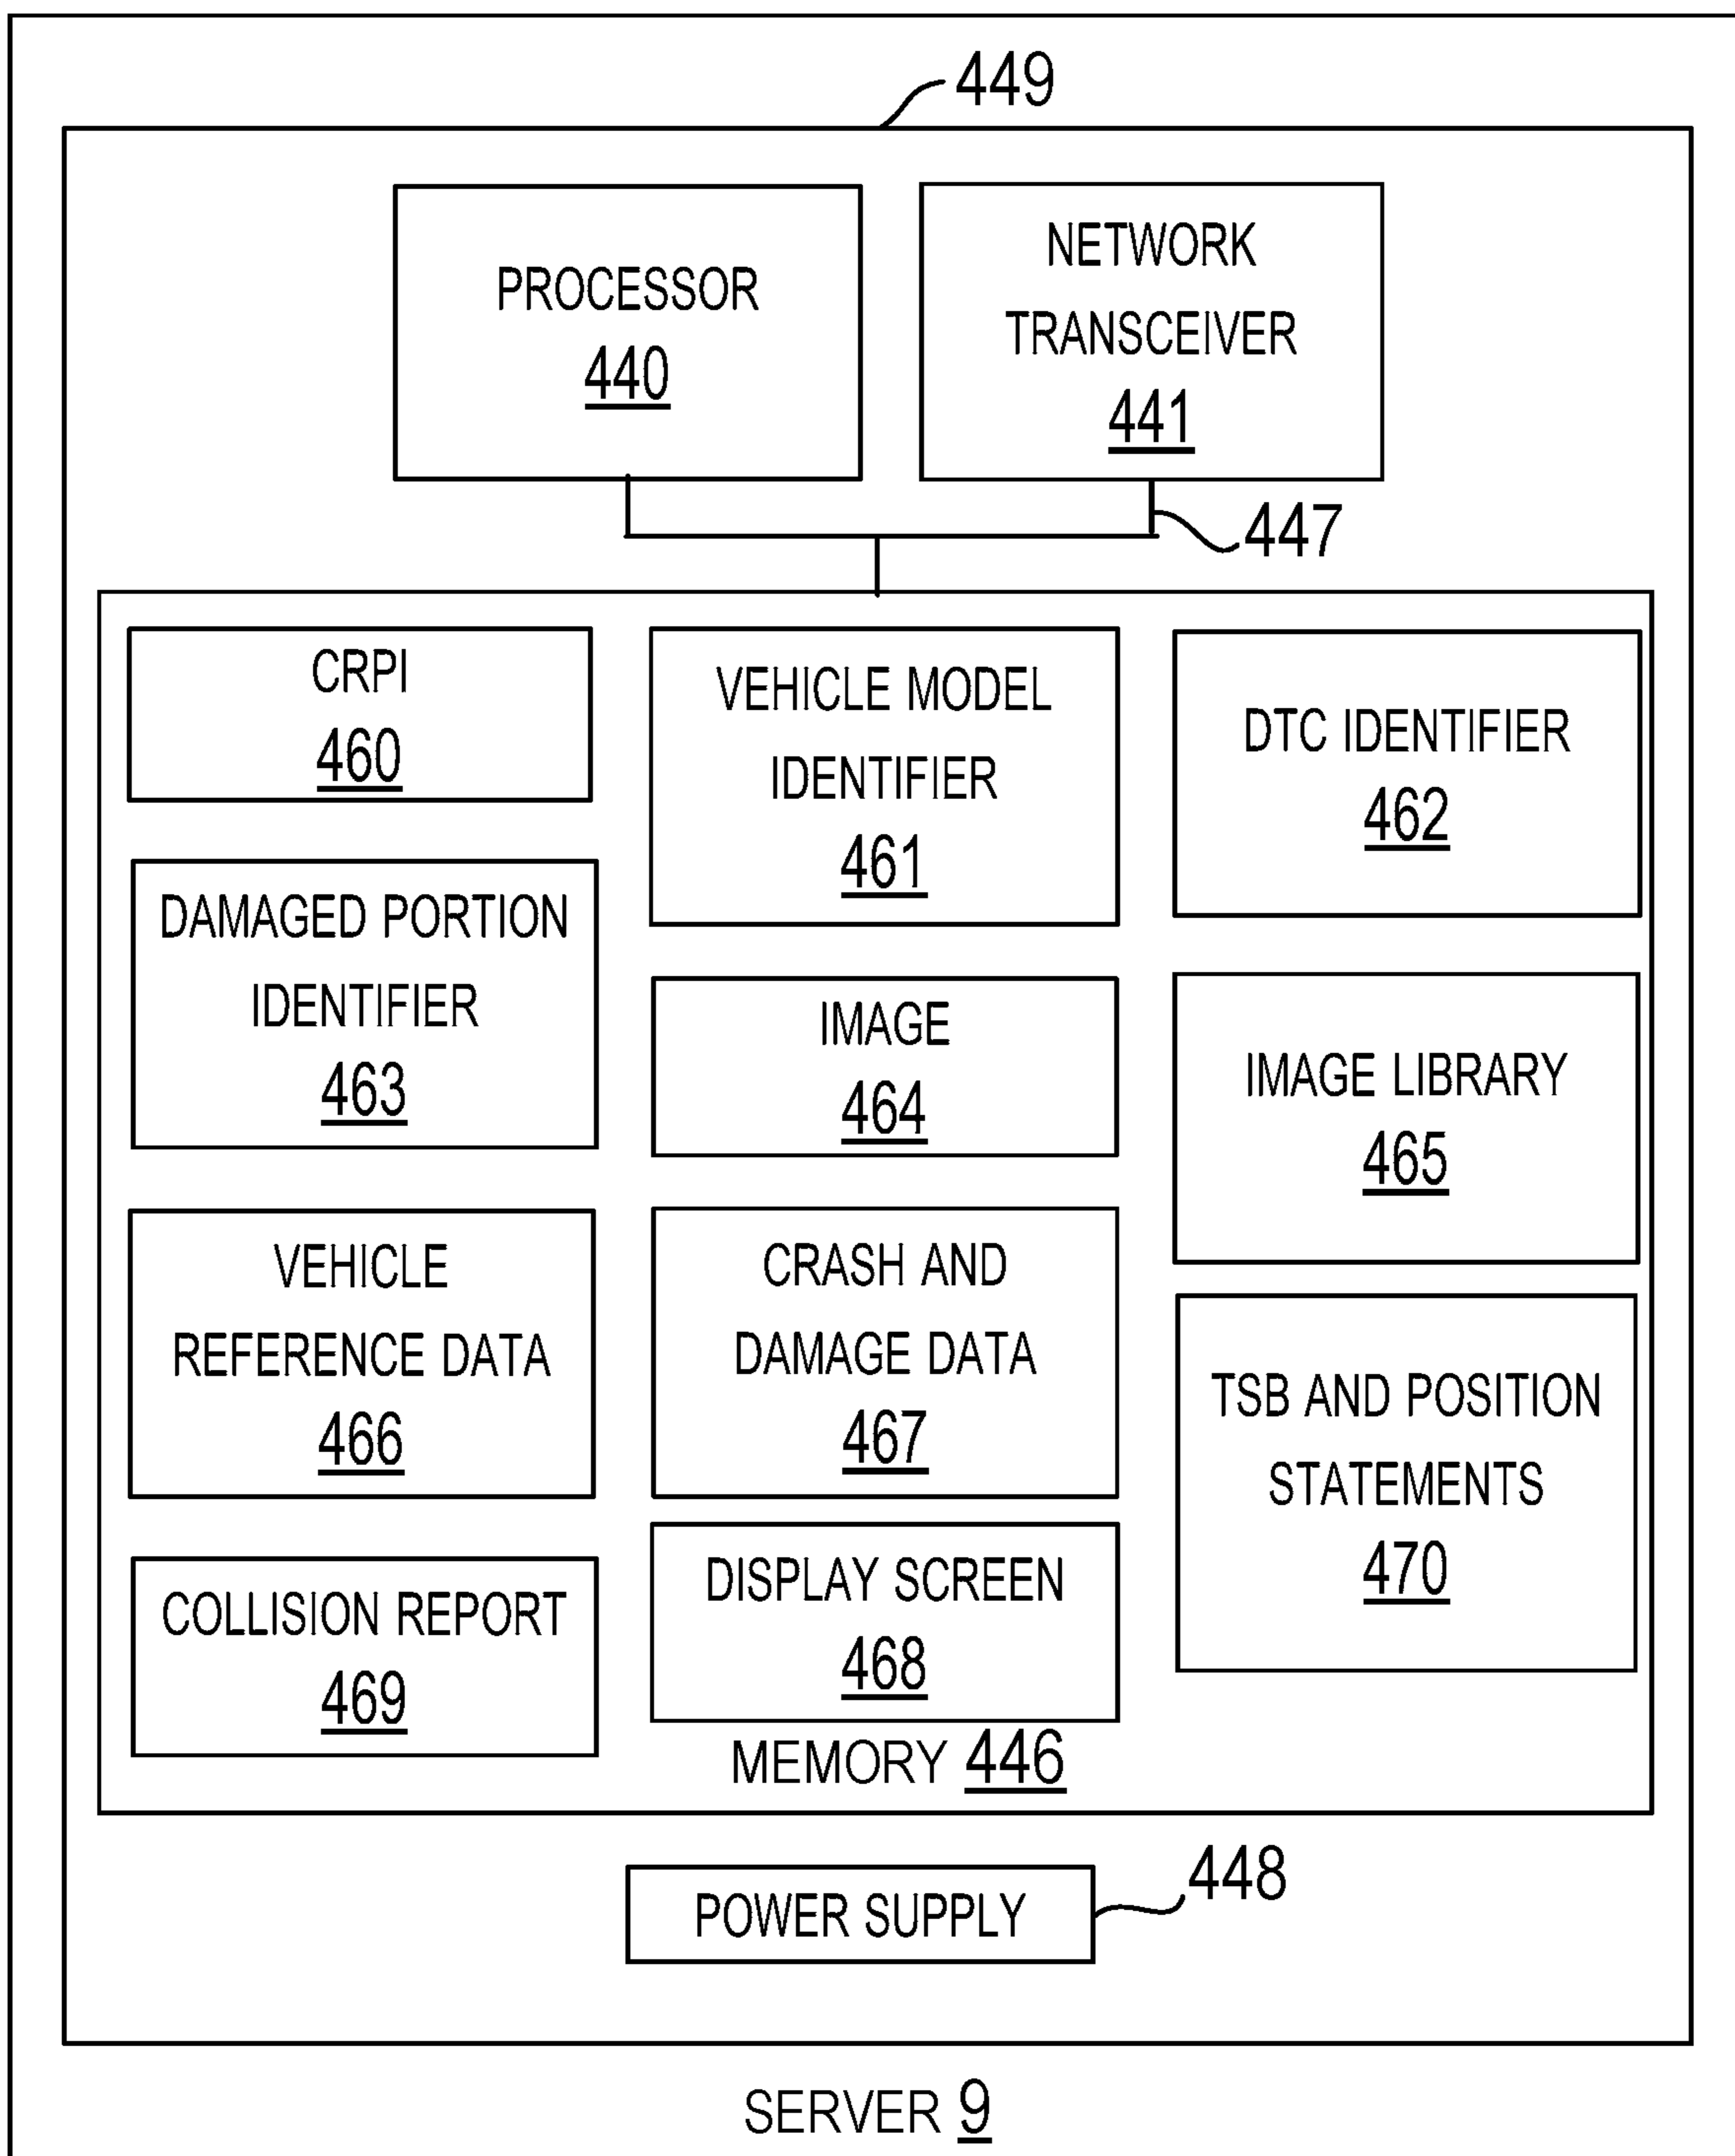 449
PROCESSOR
440
NETWORK
TRANSCEIVER
441
447
CRPI
460
VEHICLE MODEL
IDENTIFIER
461
DTC IDENTIFIER
462
DAMAGED PORTION
IDENTIFIER
463
IMAGE
464
IMAGE LIBRARY
465
VEHICLE
REFERENCE DATA
466
CRASH AND
DAMAGE DATA
467
TSB AND POSITION
STATEMENTS
470
COLLISION REPORT
469
DISPLAY SCREEN
468
MEMORY 446
POWER SUPPLY
448
SERVER 9